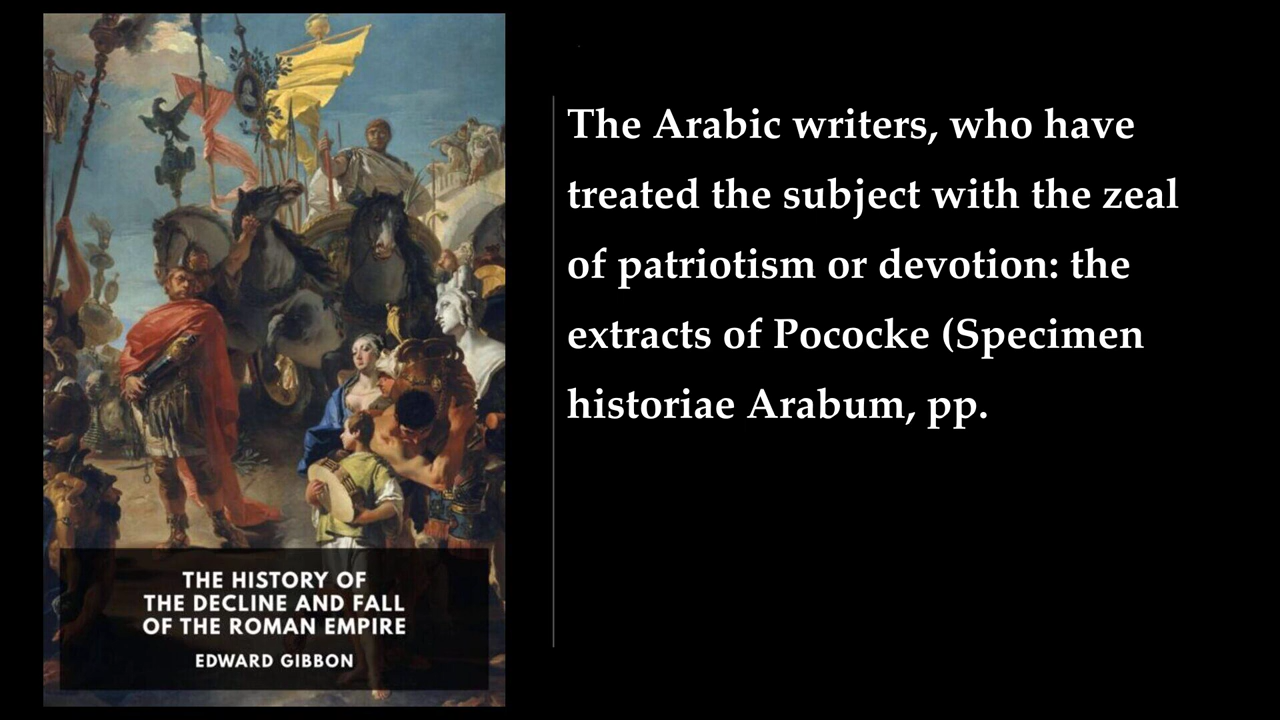 The Arabic writers, who have
treated the subject with the zeal
of patriotism or devotion: the
extracts of Pococke (Specimen
historiae Arabum, pp.
THE HISTORY OF
THE DECLINE AND FALL
OF THE ROMAN EMPIRE
EDWARD GIBBON